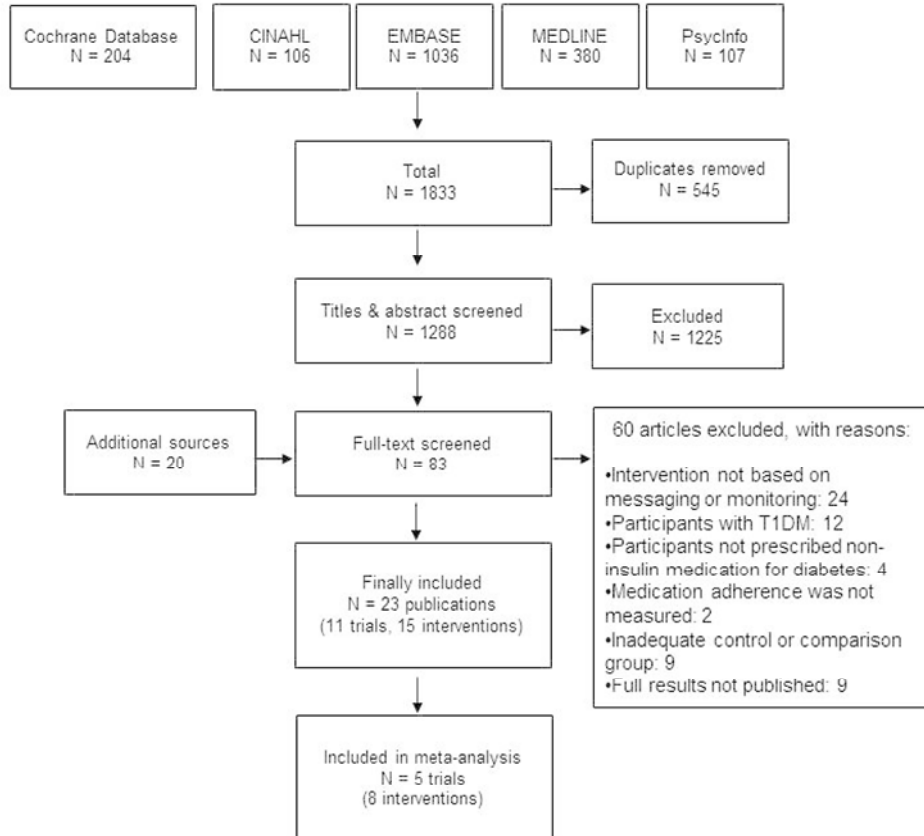 Cochrane Database
N = 204
CINAHL
N = 106
EMBASE
N = 1036
MEDLINE
N = 380
PsycInfo
N = 107
Total
N = 1833
Duplicates removed
N = 545
Titles & abstract screened
N = 1288
Excluded
N = 1225
Additional sources
N = 20
Full-text screened
N = 83
60 articles excluded, with reasons:
•Intervention not based on
messaging or monitoring: 24
•Participants with T1DM: 12
•Participants not prescribed non-
insulin medication for diabetes: 4
•Medication adherence was not
measured: 2
•Inadequate control or comparison
group: 9
•Full results not published: 9
Finally included
N = 23 publications
(11 trials, 15 interventions)
Included in meta-analysis
N = 5 trials
(8 interventions)